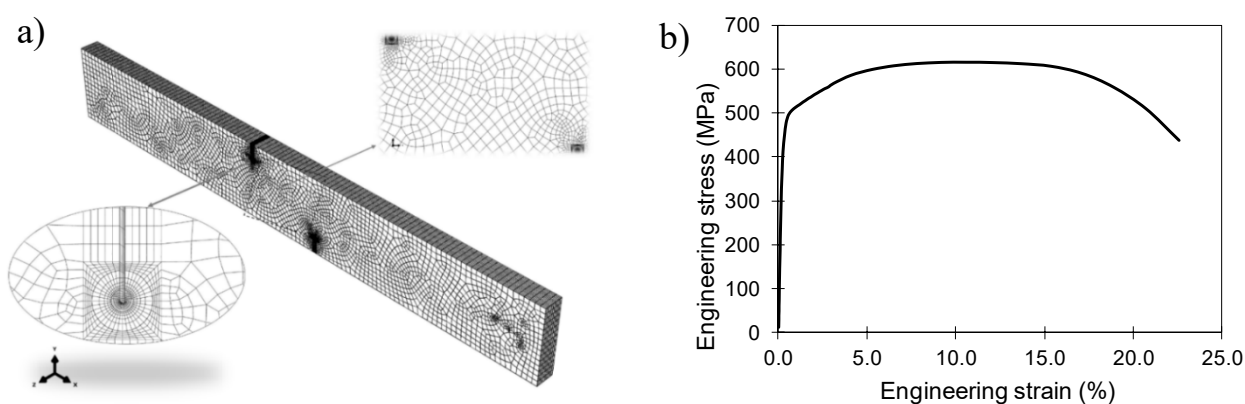 a)
Y
Z
X
b)
Engineering stress (MPa)
700
600
500
400
300
200
100
0
0.0 5.0 10.0 15.0 20.0 25.0
Engineering strain (%)